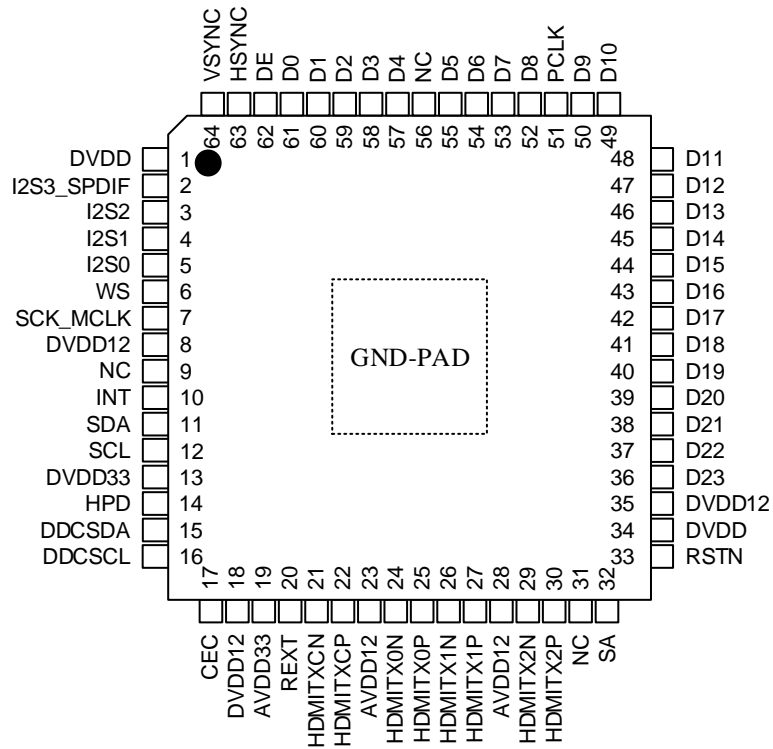 VSYNC
HSYNC
DE
D0
D1
D2
D3
D4
NC
D5
D6
D7
D8
PCLK
D9
D10
64
63
62
61
60
59
58
57
56
55
54
53
52
51
50
49
DVDD 1
I2S3_SPDIF 2
I2S2 3
I2S1 4
I2S0 5
WS 6
SCK_MCLK 7
DVDD12 8
NC 9
INT 10
SDA 11
SCL 12
DVDD33 13
HPD 14
DDCSDA 15
DDCSCL 16
GND-PAD
48 D11
47 D12
46 D13
45 D14
44 D15
43 D16
42 D17
41 D18
40 D19
39 D20
38 D21
37 D22
36 D23
35 DVDD12
34 DVDD
33 RSTN
17
18
19
20
21
22
23
24
25
26
27
28
29
30
31
32
CEC
DVDD12
AVDD33
REXT
HDMITXCN
HDMITXCP
AVDD12
HDMITX0N
HDMITX0P
HDMITX1N
HDMITX1P
AVDD12
HDMITX2N
HDMITX2P
NC
SA